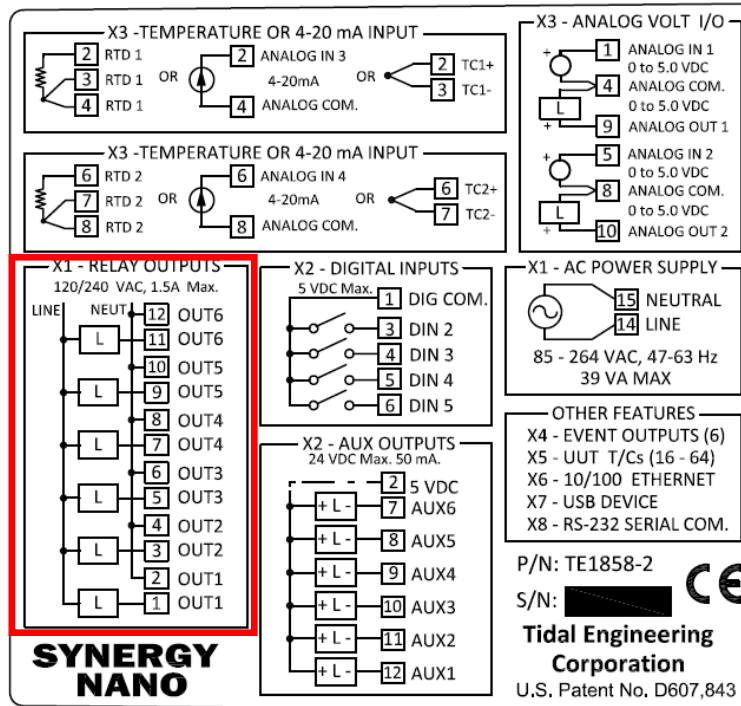 X3 -TEMPERATURE OR 4-20 mA INPUT
2 RTD 1
3 RTD 1
4 RTD 1
OR
2 ANALOG IN 3
4-20mA
4 ANALOG COM.
OR
2 TC1+
3 TC1-
X3 - ANALOG VOLT I/O
+ 1 ANALOG IN 1
0 to 5.0 VDC
4 ANALOG COM.
L 0 to 5.0 VDC
+ 9 ANALOG OUT 1
+ 5 ANALOG IN 2
0 to 5.0 VDC
8 ANALOG COM.
L 0 to 5.0 VDC
+ 10 ANALOG OUT 2
X3 -TEMPERATURE OR 4-20 mA INPUT
6 RTD 2
7 RTD 2
8 RTD 2
OR
6 ANALOG IN 4
4-20mA
8 ANALOG COM.
OR
6 TC2+
7 TC2-
X1 - RELAY OUTPUTS
120/240 VAC, 1.5A Max.
LINE NEUT 12 OUT6
L 11 OUT6
10 OUT5
L 9 OUT5
8 OUT4
L 7 OUT4
6 OUT3
L 5 OUT3
4 OUT2
L 3 OUT2
2 OUT1
L 1 OUT1
X2 - DIGITAL INPUTS
5 VDC Max.
1 DIG COM.
3 DIN 2
4 DIN 3
5 DIN 4
6 DIN 5
X1 - AC POWER SUPPLY
15 NEUTRAL
14 LINE
85 - 264 VAC, 47-63 Hz
39 VA MAX
X2 - AUX OUTPUTS
24 VDC Max. 50 mA.
2 5 VDC
+ L - 7 AUX6
+ L - 8 AUX5
+ L - 9 AUX4
+ L - 10 AUX3
+ L - 11 AUX2
+ L - 12 AUX1
OTHER FEATURES
X4 - EVENT OUTPUTS (6)
X5 - UUT T/Cs (16 - 64)
X6 - 10/100 ETHERNET
X7 - USB DEVICE
X8 - RS-232 SERIAL COM.
P/N: TE1858-2
CE
S/N:
Tidal Engineering
Corporation
U.S. Patent No. D607,843
SYNERGY
NANO